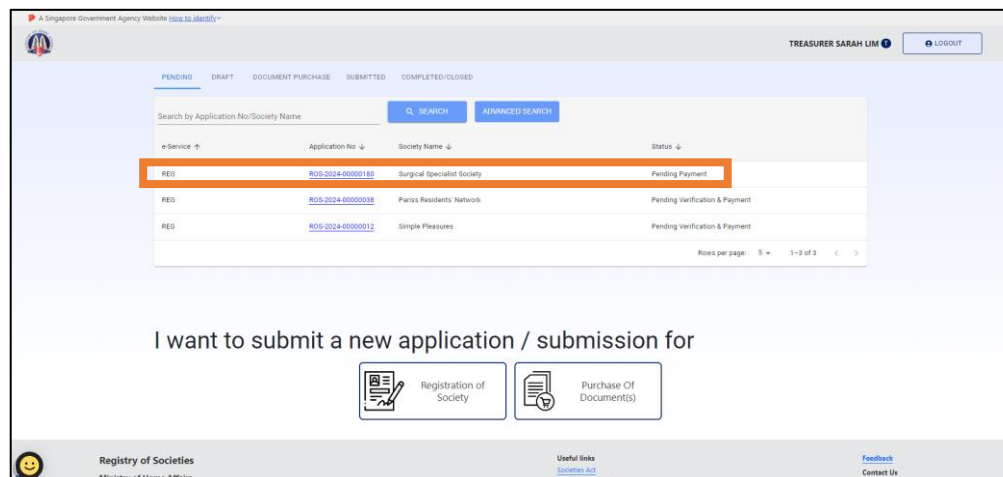 A Singapore Government Agency Website How to identify
TREASURER SARAH LIM T LOGOUT
PENDING DRAFT DOCUMENT PURCHASE SUBMITTED COMPLETED/CLOSED
Search by Application No/Society Name SEARCH ADVANCED SEARCH
e-Service Application No Society Name Status
REG ROS-2024-00000180 Surgical Specialist Society Pending Payment
REG ROS-2024-00000038 Pariss Residents' Network Pending Verification & Payment
REG ROS-2024-00000012 Simple Pleasures Pending Verification & Payment
Rows per page: 5 1-3 of 3
I want to submit a new application / submission for
Registration of Society
Purchase Of Document(s)
Registry of Societies Useful links Feedback
Ministry of Home Affairs Societies Act Contact Us